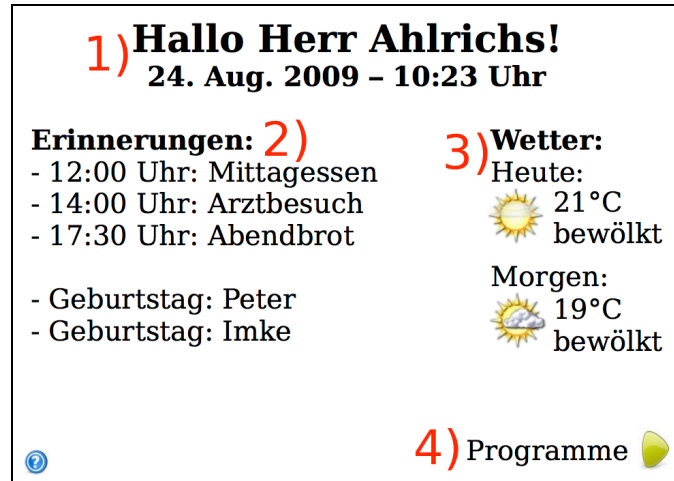 1) Hallo Herr Ahlrichs!
24. Aug. 2009 – 10:23 Uhr
Erinnerungen: 2)
- 12:00 Uhr: Mittagessen
- 14:00 Uhr: Arztbesuch
- 17:30 Uhr: Abendbrot
- Geburtstag: Peter
- Geburtstag: Imke
3) Wetter:
Heute:
21°C
bewölkt
Morgen:
19°C
bewölkt
4) Programme
?